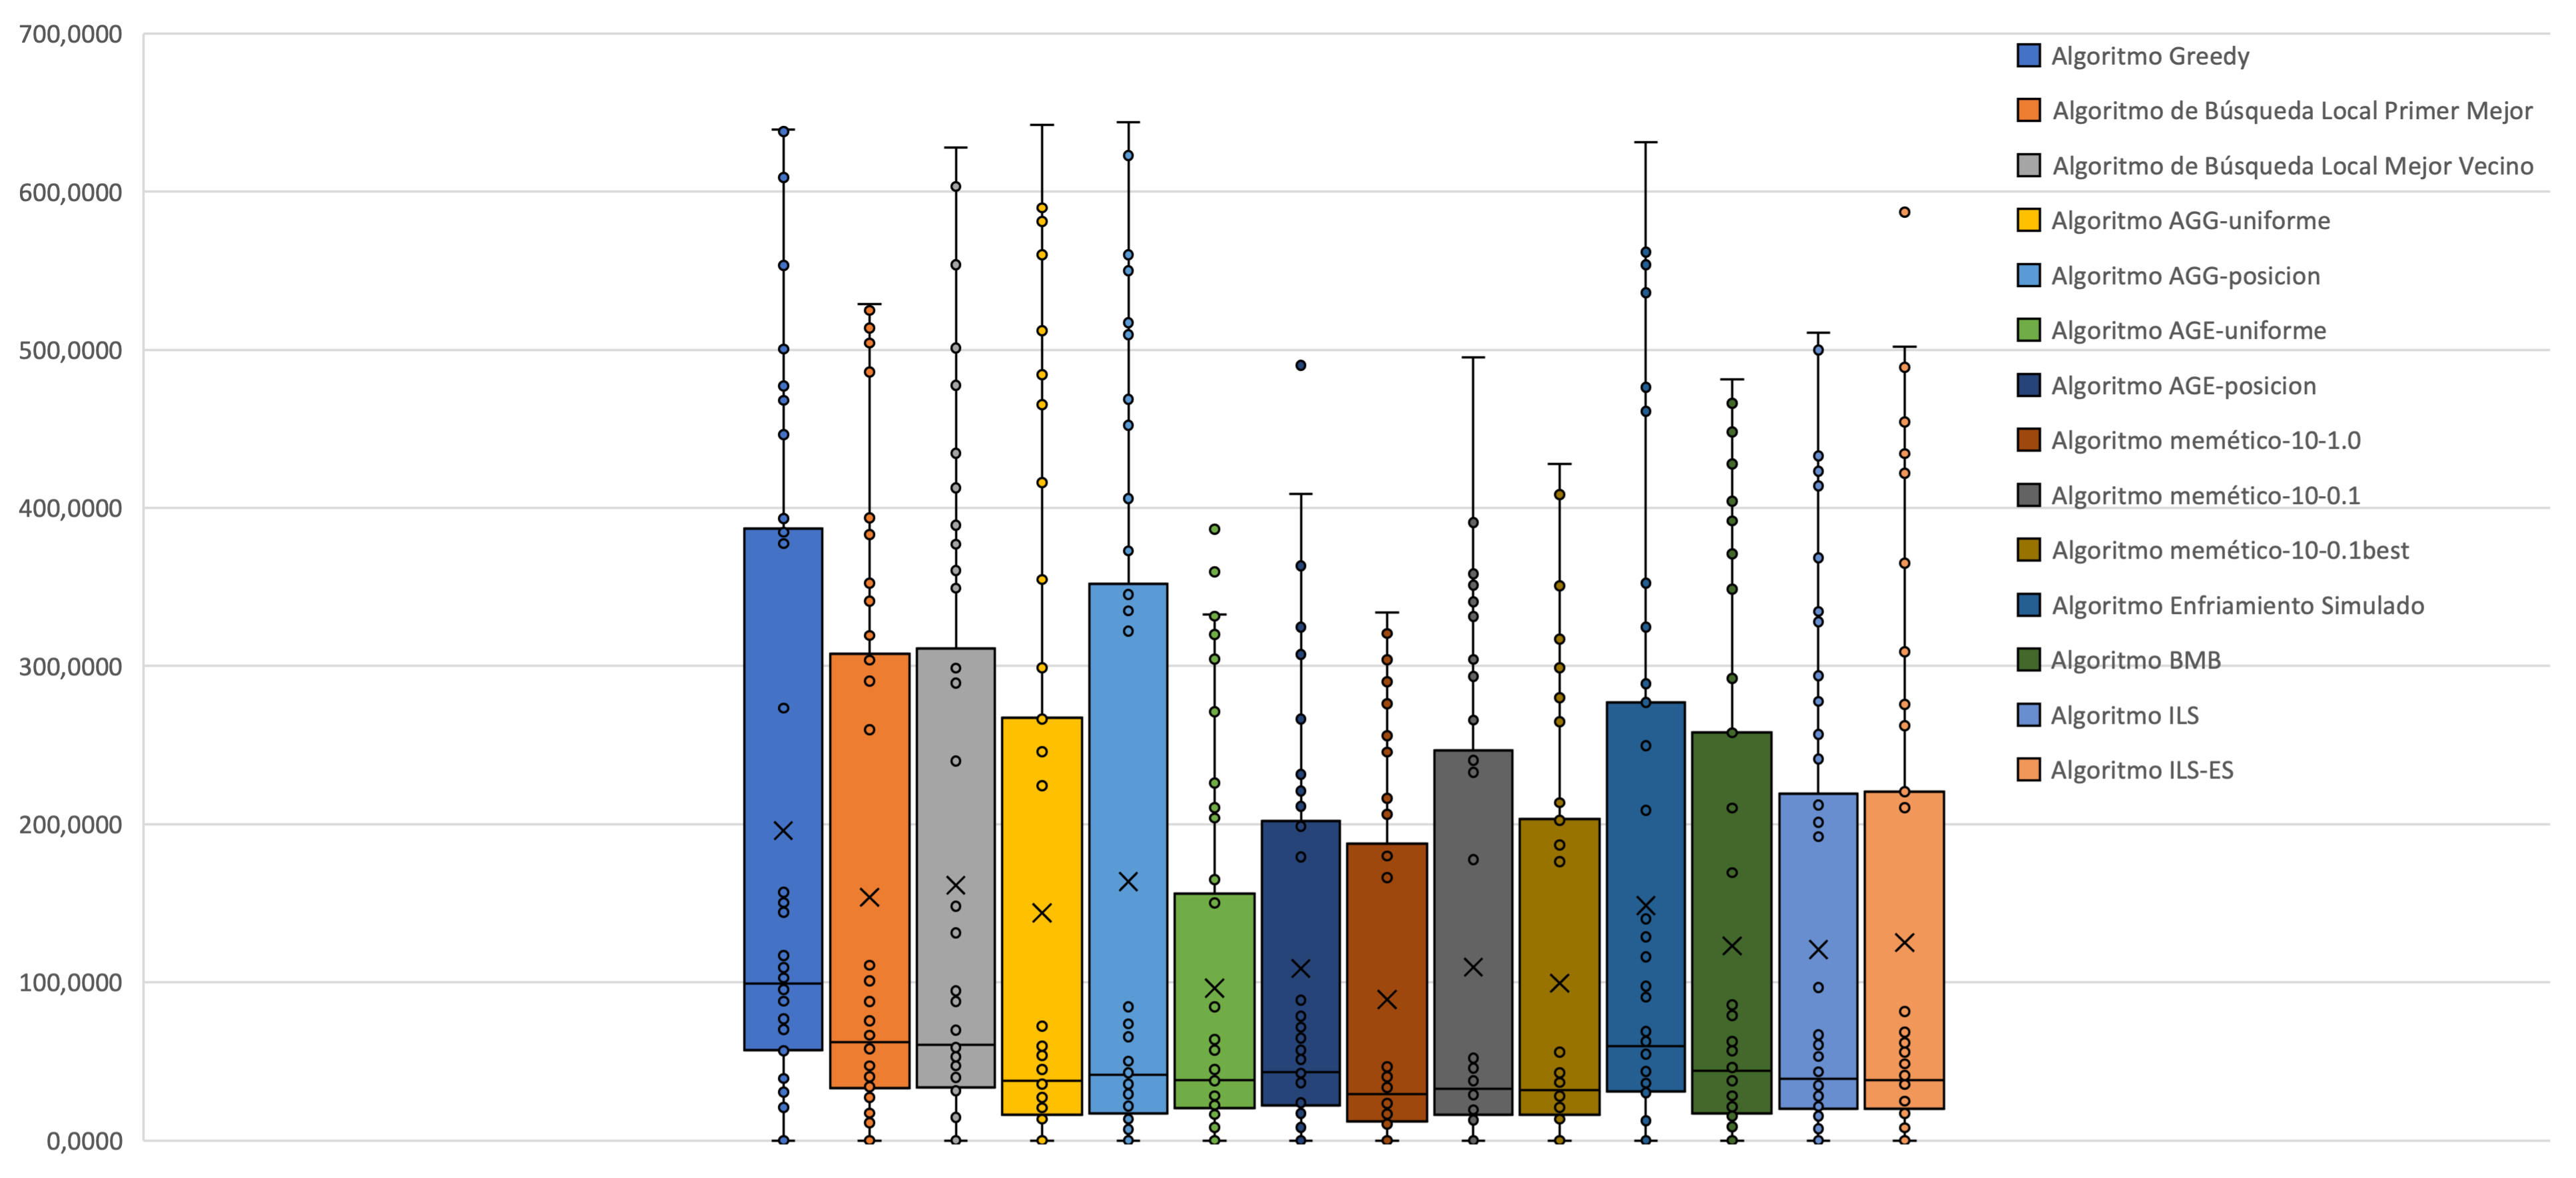 700,0000
600,0000
500,0000
400,0000
300,0000
200,0000
100,0000
0,0000
Algoritmo Greedy
Algoritmo de Búsqueda Local Primer Mejor
Algoritmo de Búsqueda Local Mejor Vecino
Algoritmo AGG-uniforme
Algoritmo AGG-posicion
Algoritmo AGE-uniforme
Algoritmo AGE-posicion
Algoritmo memético-10-1.0
Algoritmo memético-10-0.1
Algoritmo memético-10-0.1best
Algoritmo Enfriamiento Simulado
Algoritmo BMB
Algoritmo ILS
Algoritmo ILS-ES